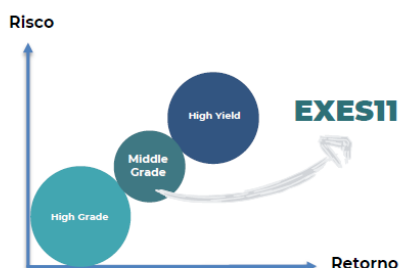 Risco
High Yield
EXES11
Middle
Grade
High Grade
Retorno